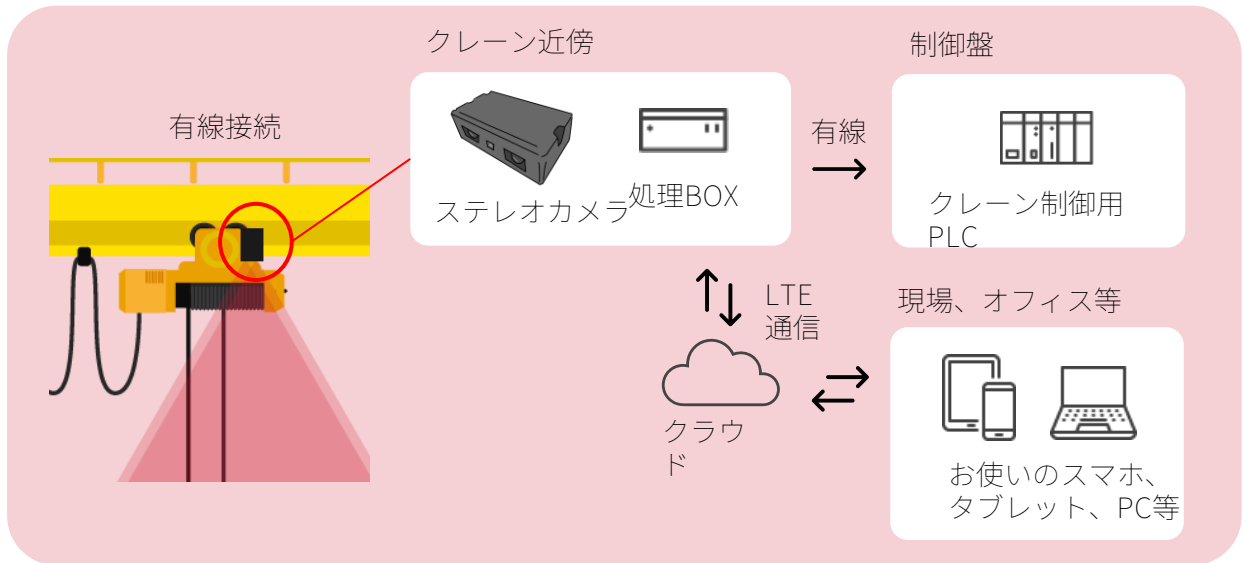 有線接続
クレーン近傍
ステレオカメラ
処理BOX
有線
制御盤
クレーン制御用
PLC
LTE
通信
クラウ
ド
現場、オフィス等
お使いのスマホ、
タブレット、PC等